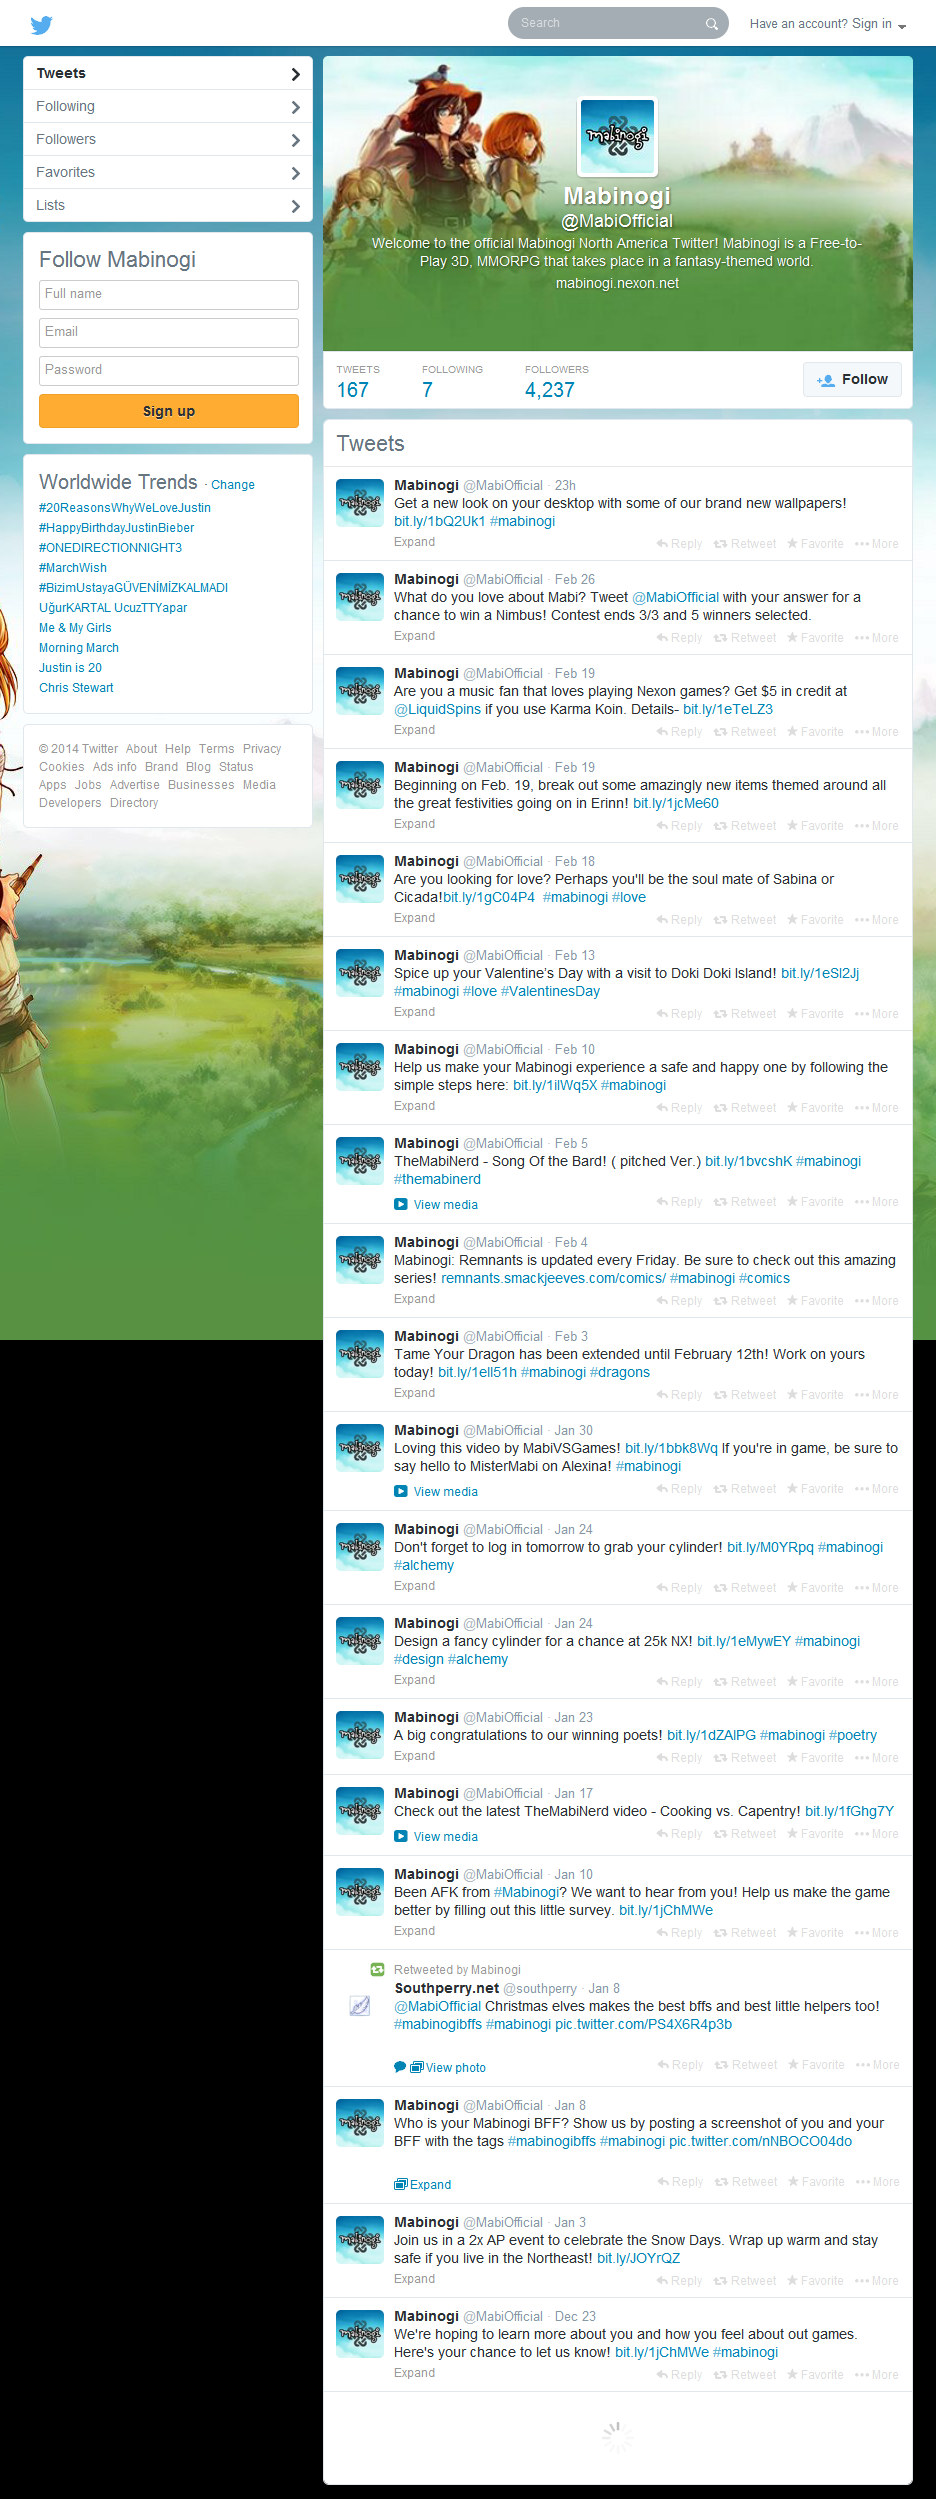 Search
Have an account? Sign in
Tweets
Following
Followers
Favorites
Lists
Follow Mabinogi
Full name
Email
Password
Sign up
Worldwide Trends · Change
#20ReasonsWhyWeLoveJustin
#HappyBirthdayJustinBieber
#ONEDIRECTIONNIGHT3
#MarchWish
#BizimUstayaGÜVENİMİZKALMADI
UğurKARTAL UcuzTTYapar
Me & My Girls
Morning March
Justin is 20
Chris Stewart
© 2014 Twitter About Help Terms Privacy
Cookies Ads info Brand Blog Status
Apps Jobs Advertise Businesses Media
Developers Directory
mabinogi
Mabinogi
@MabiOfficial
Welcome to the official Mabinogi North America Twitter! Mabinogi is a Free-to-
Play 3D, MMORPG that takes place in a fantasy-themed world.
mabinogi.nexon.net
TWEETS FOLLOWING FOLLOWERS
167 7 4,237
Follow
Tweets
Mabinogi @MabiOfficial · 23h
Get a new look on your desktop with some of our brand new wallpapers!
bit.ly/1bQ2Uk1 #mabinogi
Expand Reply Retweet Favorite More
Mabinogi @MabiOfficial · Feb 26
What do you love about Mabi? Tweet @MabiOfficial with your answer for a
chance to win a Nimbus! Contest ends 3/3 and 5 winners selected.
Expand Reply Retweet Favorite More
Mabinogi @MabiOfficial · Feb 19
Are you a music fan that loves playing Nexon games? Get $5 in credit at
@LiquidSpins if you use Karma Koin. Details- bit.ly/1eTeLZ3
Expand Reply Retweet Favorite More
Mabinogi @MabiOfficial · Feb 19
Beginning on Feb. 19, break out some amazingly new items themed around all
the great festivities going on in Erinn! bit.ly/1jcMe60
Expand Reply Retweet Favorite More
Mabinogi @MabiOfficial · Feb 18
Are you looking for love? Perhaps you'll be the soul mate of Sabina or
Cicada!bit.ly/1gC04P4 #mabinogi #love
Expand Reply Retweet Favorite More
Mabinogi @MabiOfficial · Feb 13
Spice up your Valentine's Day with a visit to Doki Doki Island! bit.ly/1eSl2Jj
#mabinogi #love #ValentinesDay
Expand Reply Retweet Favorite More
Mabinogi @MabiOfficial · Feb 10
Help us make your Mabinogi experience a safe and happy one by following the
simple steps here: bit.ly/1ilWq5X #mabinogi
Expand Reply Retweet Favorite More
Mabinogi @MabiOfficial · Feb 5
TheMabiNerd - Song Of the Bard! ( pitched Ver.) bit.ly/1bvcshK #mabinogi
#themabinerd
View media Reply Retweet Favorite More
Mabinogi @MabiOfficial · Feb 4
Mabinogi: Remnants is updated every Friday. Be sure to check out this amazing
series! remnants.smackjeeves.com/comics/ #mabinogi #comics
Expand Reply Retweet Favorite More
Mabinogi @MabiOfficial · Feb 3
Tame Your Dragon has been extended until February 12th! Work on yours
today! bit.ly/1ell51h #mabinogi #dragons
Expand Reply Retweet Favorite More
Mabinogi @MabiOfficial · Jan 30
Loving this video by MabiVSGames! bit.ly/1bbk8Wq If you're in game, be sure to
say hello to MisterMabi on Alexina! #mabinogi
View media Reply Retweet Favorite More
Mabinogi @MabiOfficial · Jan 24
Don't forget to log in tomorrow to grab your cylinder! bit.ly/M0YRpq #mabinogi
#alchemy
Expand Reply Retweet Favorite More
Mabinogi @MabiOfficial · Jan 24
Design a fancy cylinder for a chance at 25k NX! bit.ly/1eMywEY #mabinogi
#design #alchemy
Expand Reply Retweet Favorite More
Mabinogi @MabiOfficial · Jan 23
A big congratulations to our winning poets! bit.ly/1dZAlPG #mabinogi #poetry
Expand Reply Retweet Favorite More
Mabinogi @MabiOfficial · Jan 17
Check out the latest TheMabiNerd video - Cooking vs. Capentry! bit.ly/1fGhg7Y
View media Reply Retweet Favorite More
Mabinogi @MabiOfficial · Jan 10
Been AFK from #Mabinogi? We want to hear from you! Help us make the game
better by filling out this little survey. bit.ly/1jChMWe
Expand Reply Retweet Favorite More
Retweeted by Mabinogi
Southperry.net @southperry · Jan 8
@MabiOfficial Christmas elves makes the best bffs and best little helpers too!
#mabinogibffs #mabinogi pic.twitter.com/PS4X6R4p3b
View photo Reply Retweet Favorite More
Mabinogi @MabiOfficial · Jan 8
Who is your Mabinogi BFF? Show us by posting a screenshot of you and your
BFF with the tags #mabinogibffs #mabinogi pic.twitter.com/nNBOCO04do
Expand Reply Retweet Favorite More
Mabinogi @MabiOfficial · Jan 3
Join us in a 2x AP event to celebrate the Snow Days. Wrap up warm and stay
safe if you live in the Northeast! bit.ly/JOYrQZ
Expand Reply Retweet Favorite More
Mabinogi @MabiOfficial · Dec 23
We're hoping to learn more about you and how you feel about out games.
Here's your chance to let us know! bit.ly/1jChMWe #mabinogi
Expand Reply Retweet Favorite More